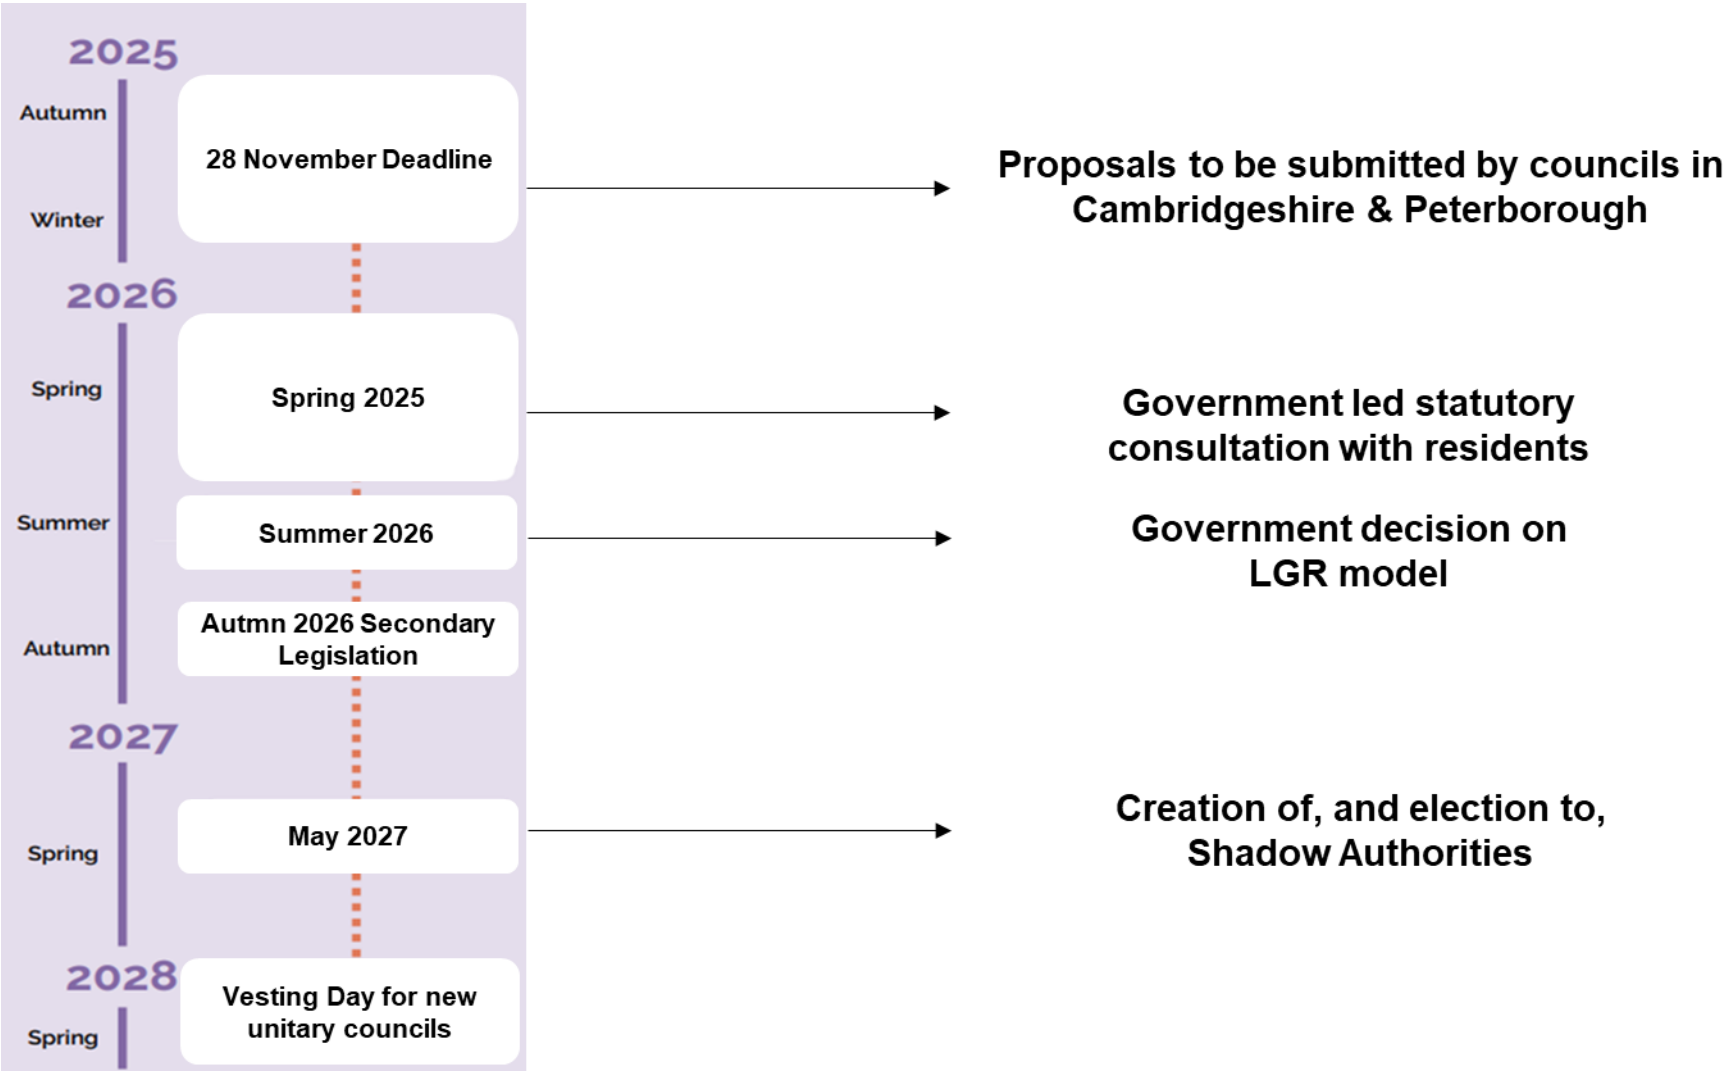 2025
Autumn
28 November Deadline
Proposals to be submitted by councils in
Cambridgeshire & Peterborough
Winter
2026
Spring
Spring 2025
Government led statutory
consultation with residents
Summer
Summer 2026
Government decision on
LGR model
Autmn 2026 Secondary
Legislation
Autumn
2027
May 2027
Creation of, and election to,
Shadow Authorities
Spring
2028
Vesting Day for new
unitary councils
Spring